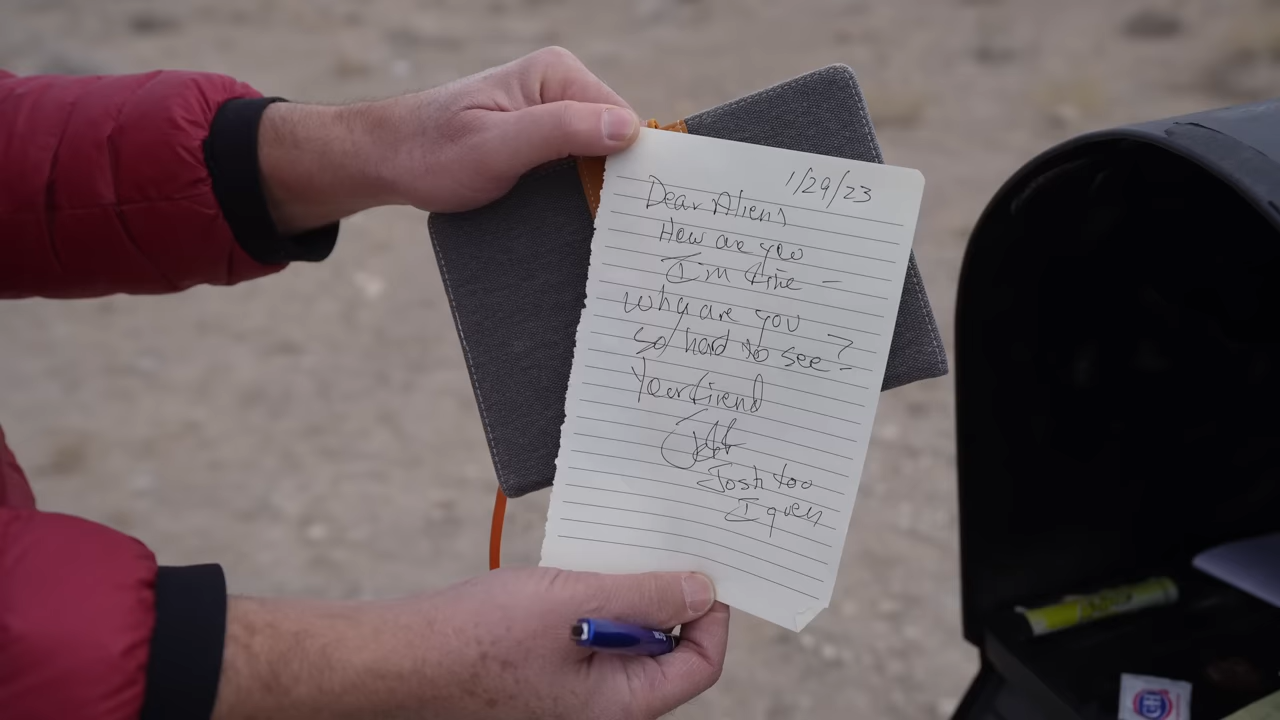 1/29/23
Dear Aliens
How are you
I'm fine –
Why are you
so hard to see?
Your friend
Jeff
Josh too
I guess